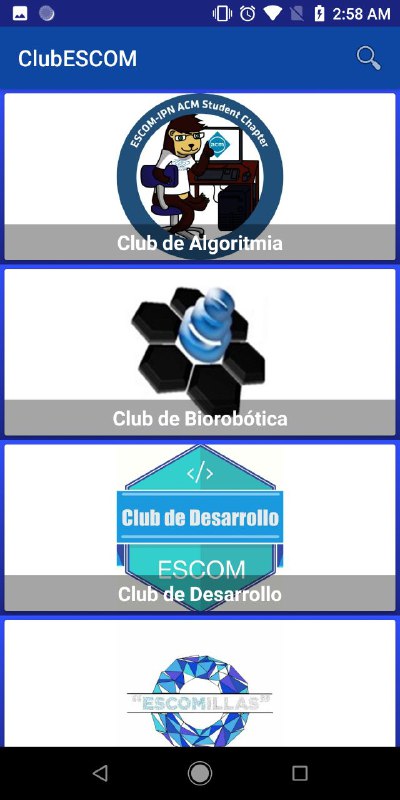 2:58 AM
ClubESCOM
ESCOM-IPN ACM Student Chapter
acm
Club de Algoritmia
Club de Biorobótica
</>
Club de Desarrollo
ESCOM
Club de Desarrollo
"ESCOMILLAS"